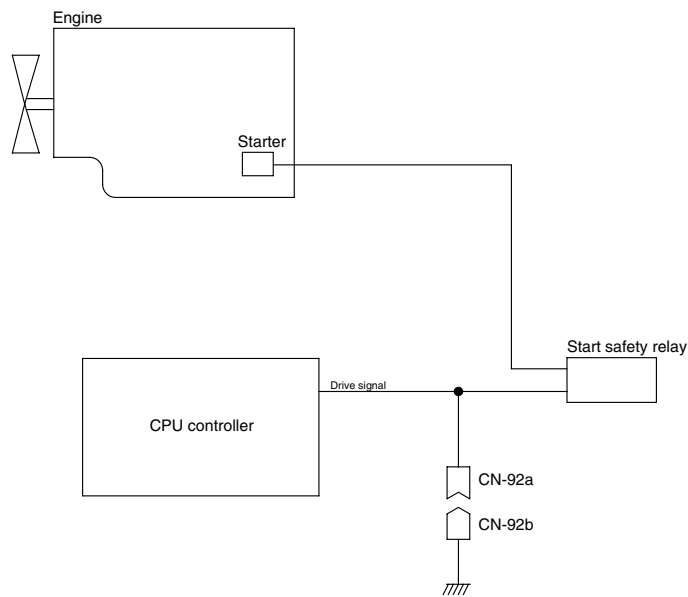 Engine
Starter
Start safety relay
Drive signal
CPU controller
CN-92a
CN-92b